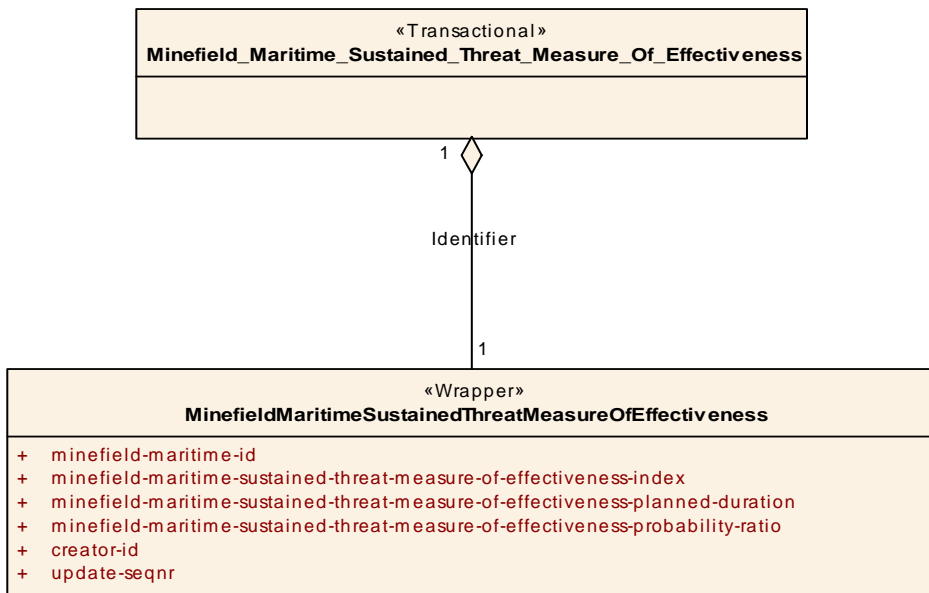 «Transactional»
Minefield_Maritime_Sustained_Threat_Measure_Of_Effectiveness
1
Identifier
1
«Wrapper»
MinefieldMaritimeSustainedThreatMeasureOfEffectiveness
+ minefield-maritime-id
+ minefield-maritime-sustained-threat-measure-of-effectiveness-index
+ minefield-maritime-sustained-threat-measure-of-effectiveness-planned-duration
+ minefield-maritime-sustained-threat-measure-of-effectiveness-probability-ratio
+ creator-id
+ update-seqnr